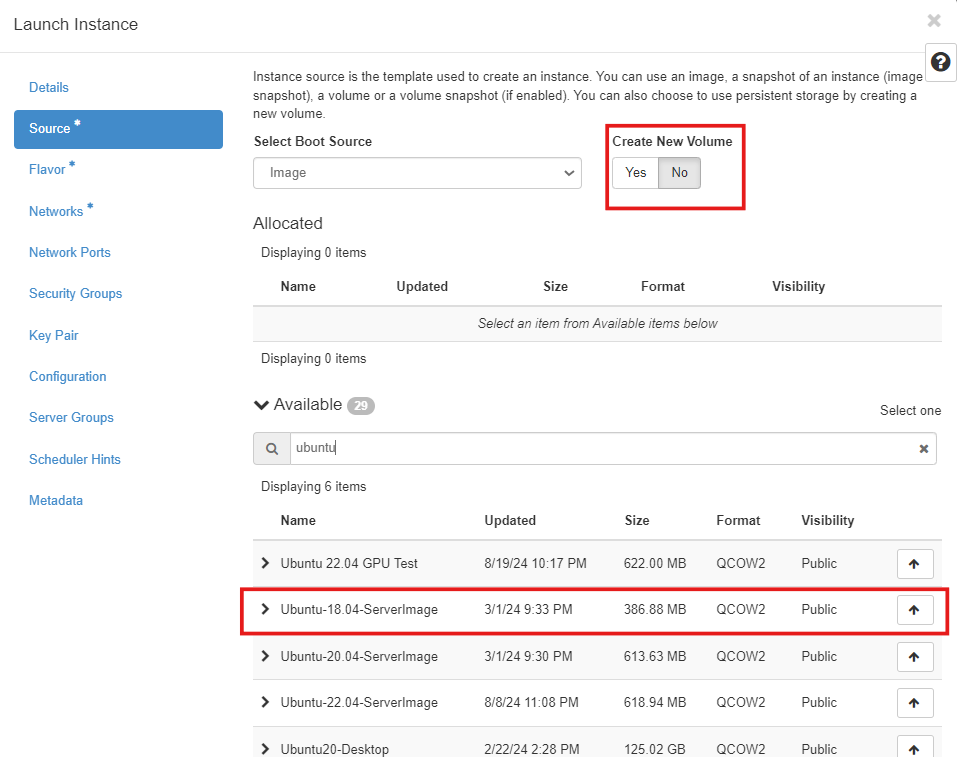 Launch Instance
Details
Source *
Flavor *
Networks *
Network Ports
Security Groups
Key Pair
Configuration
Server Groups
Scheduler Hints
Metadata
Instance source is the template used to create an instance. You can use an image, a snapshot of an instance (image
snapshot), a volume or a volume snapshot (if enabled). You can also choose to use persistent storage by creating a
new volume.
Select Boot Source
Image
Create New Volume
Yes No
Allocated
Displaying 0 items
Name Updated Size Format Visibility
Select an item from Available items below
Displaying 0 items
Available 29
Select one
ubuntu
Displaying 6 items
Name Updated Size Format Visibility
Ubuntu 22.04 GPU Test 8/19/24 10:17 PM 622.00 MB QCOW2 Public
Ubuntu-18.04-ServerImage 3/1/24 9:33 PM 386.88 MB QCOW2 Public
Ubuntu-20.04-ServerImage 3/1/24 9:30 PM 613.63 MB QCOW2 Public
Ubuntu-22.04-ServerImage 8/8/24 11:08 PM 618.94 MB QCOW2 Public
Ubuntu20-Desktop 2/22/24 2:28 PM 125.02 GB QCOW2 Public